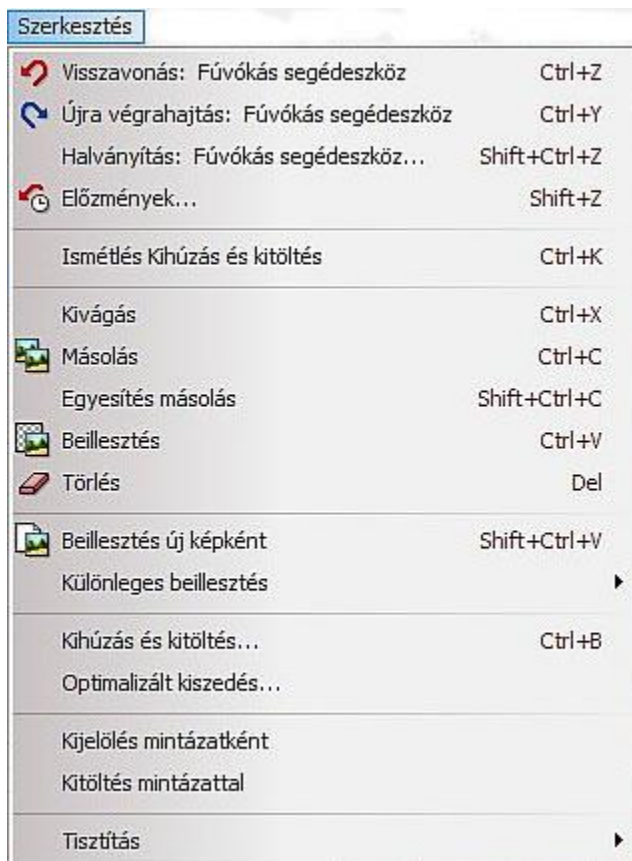 Szerkesztés
Visszavonás: Fúvókás segédeszköz Ctrl+Z
Újra végrahajtás: Fúvókás segédeszköz Ctrl+Y
Halványítás: Fúvókás segédeszköz... Shift+Ctrl+Z
Előzmények... Shift+Z
Ismétlés Kihúzás és kitöltés Ctrl+K
Kivágás Ctrl+X
Másolás Ctrl+C
Egyesítés másolás Shift+Ctrl+C
Beillesztés Ctrl+V
Törlés Del
Beillesztés új képként Shift+Ctrl+V
Különleges beillesztés
Kihúzás és kitöltés... Ctrl+B
Optimalizált kiszedés...
Kijelölés mintázatként
Kitöltés mintázattal
Tisztítás